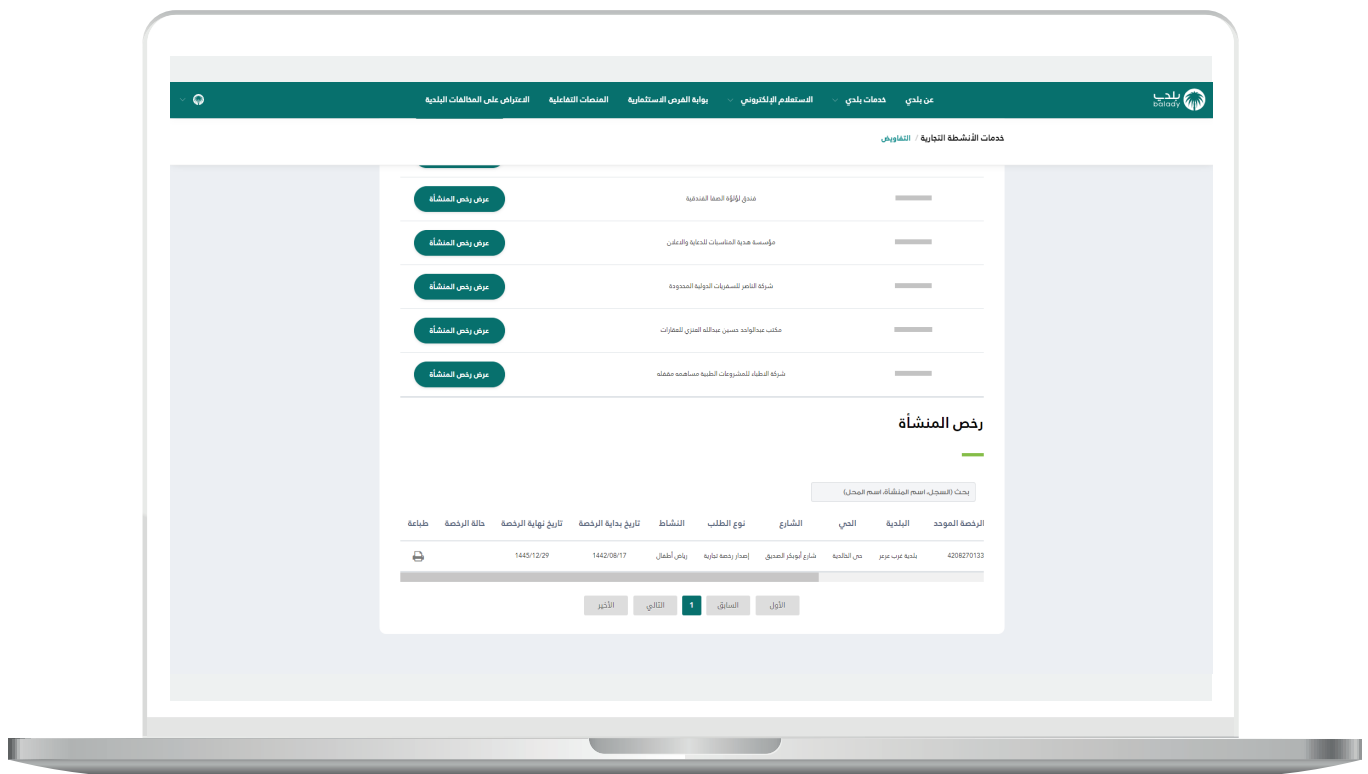 بلدي
balady
عن بلدي خدمات بلدي الاستعلام الإلكتروني بوابة الفرص الاستثمارية المنصات التفاعلية الاعتراض على المخالفات البلدية
خدمات الأنشطة التجارية / التفاويض
فندق لؤلؤة الصفا الفندقية عرض رخص المنشأة
مؤسسة هدية المناسبات للدعاية والاعلان عرض رخص المنشأة
شركة الناصر للسفريات الدولية المحدودة عرض رخص المنشأة
مكتب عبدالواحد حسين عبدالله العنزي للعقارات عرض رخص المنشأة
شركة الاطباء للمشروعات الطبية مساهمه مقفله عرض رخص المنشأة
رخص المنشأة
بحث (السجل، اسم المنشأة، اسم المحل)
الرخصة الموحد البلدية الحي الشارع نوع الطلب النشاط تاريخ بداية الرخصة تاريخ نهاية الرخصة حالة الرخصة طباعة
4208270133 بلدية غرب عرعر حى الخالدية شارع أبوبكر الصديق إصدار رخصة تجارية رياض أطفال 1442/08/17 1445/12/29
الأول السابق 1 التالي الأخير